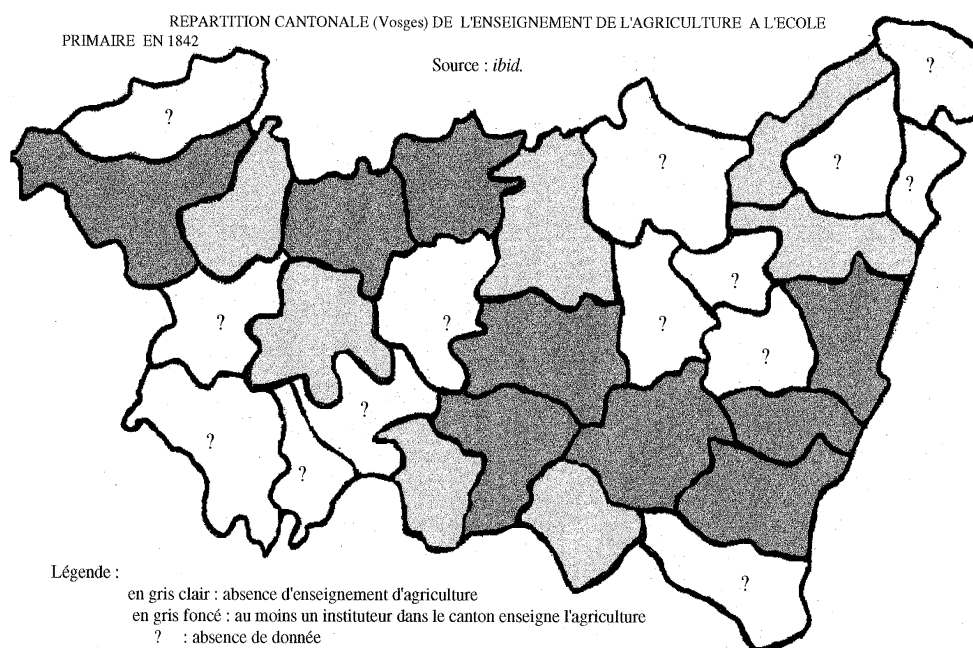 REPARTITION CANTONALE (Vosges) DE L'ENSEIGNEMENT DE L'AGRICULTURE A L'ECOLE
PRIMAIRE EN 1842
Source : ibid.
?
?
?
?
?
?
?
?
?
?
?
?
?
?
Légende :
en gris clair : absence d'enseignement d'agriculture
en gris foncé : au moins un instituteur dans le canton enseigne l'agriculture
? : absence de donnée